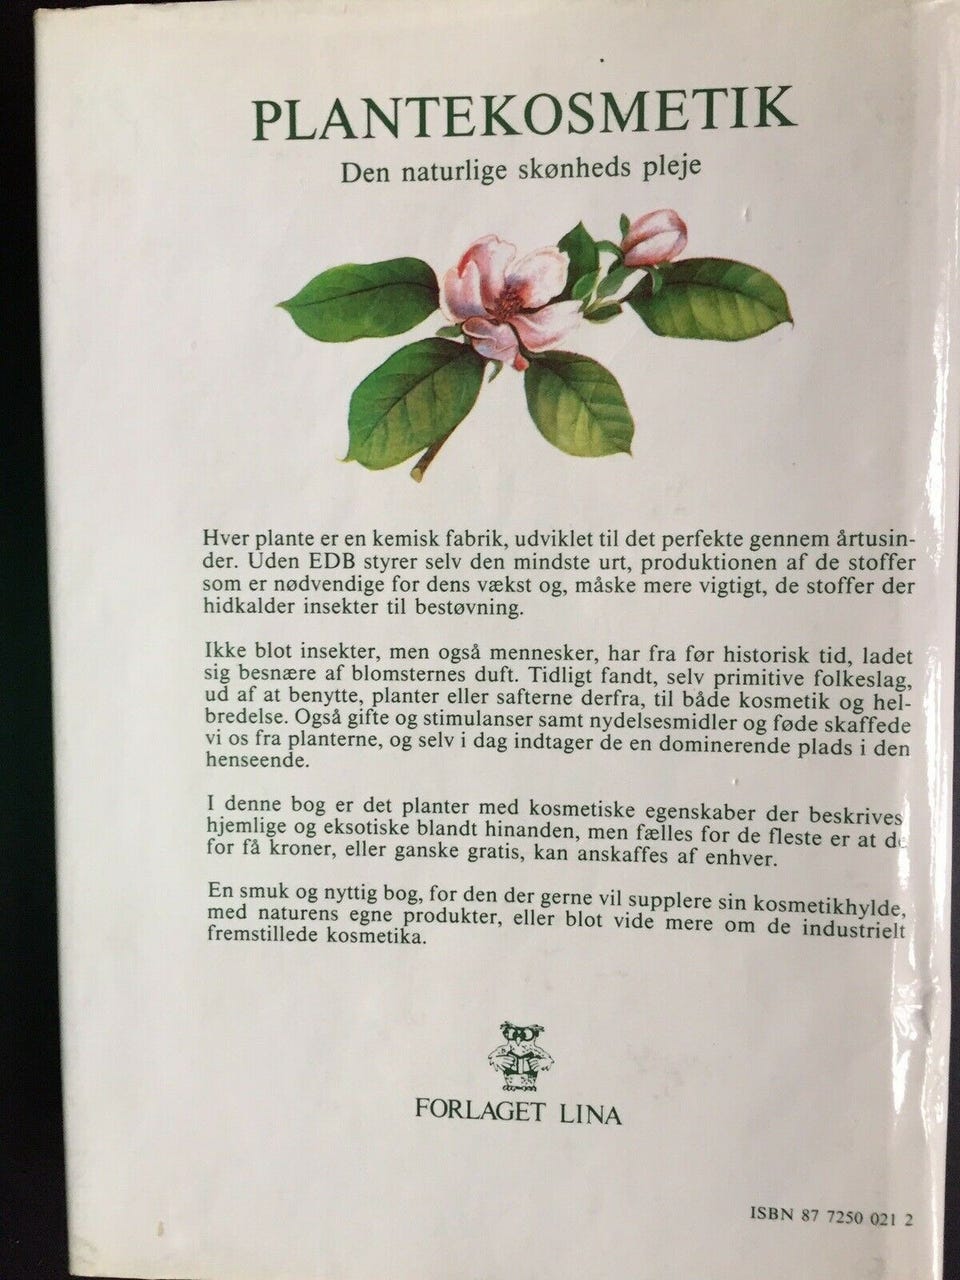 PLANTEKOSMETIK
Den naturlige skønheds pleje
Hver plante er en kemisk fabrik, udviklet til det perfekte gennem årtusin-
der. Uden EDB styrer selv den mindste urt, produktionen af de stoffer
som er nødvendige for dens vækst og, måske mere vigtigt, de stoffer der
hidkalder insekter til bestøvning.
Ikke blot insekter, men også mennesker, har fra før historisk tid, ladet
sig besnære af blomsternes duft. Tidligt fandt, selv primitive folkeslag,
ud af at benytte, planter eller safterne derfra, til både kosmetik og hel-
bredelse. Også gifte og stimulanser samt nydelsesmidler og føde skaffede
vi os fra planterne, og selv i dag indtager de en dominerende plads i den
henseende.
I denne bog er det planter med kosmetiske egenskaber der beskrives
hjemlige og eksotiske blandt hinanden, men fælles for de fleste er at de
for få kroner, eller ganske gratis, kan anskaffes af enhver.
En smuk og nyttig bog, for den der gerne vil supplere sin kosmetikhylde,
med naturens egne produkter, eller blot vide mere om de industrielt
fremstillede kosmetika.
FORLAGET LINA
ISBN 87 7250 021 2